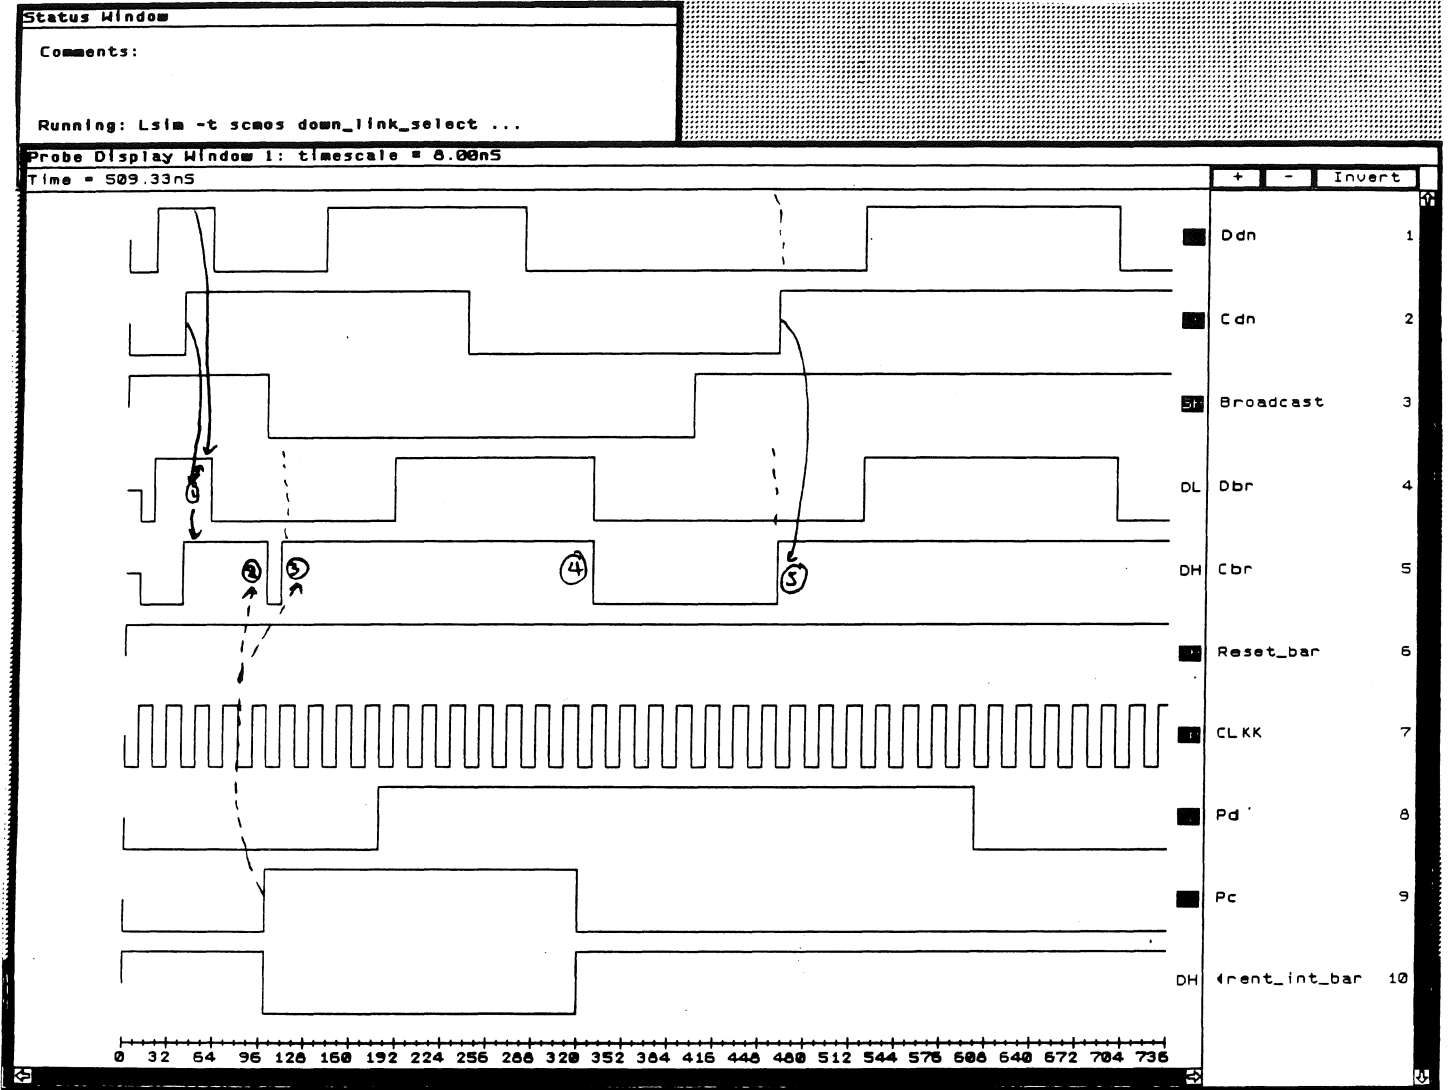 Status Window
Comments:
Running: Lsim -t scmos down_link_select ...
Probe Display Window 1: timescale = 8.00nS
Time = 509.33nS
+ - Invert
Ddn 1
Cdn 2
Broadcast 3
DL Dbr 4
DH Cbr 5
2 3 4 5
Reset_bar 6
CLKK 7
Pd 8
Pc 9
DH rent_int_bar 10
0 32 64 96 128 160 192 224 256 288 320 352 384 416 448 480 512 544 576 608 640 672 704 736